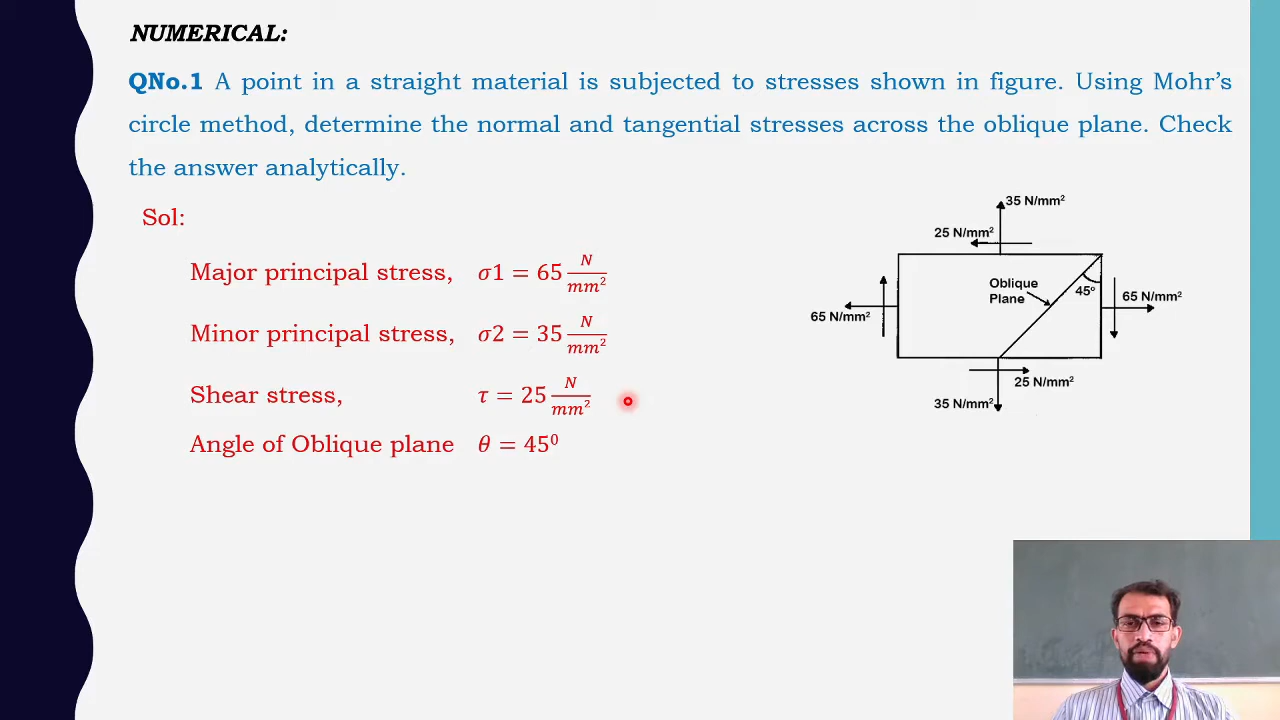 NUMERICAL:
QNo.1 A point in a straight material is subjected to stresses shown in figure. Using Mohr's
circle method, determine the normal and tangential stresses across the oblique plane. Check
the answer analytically.
Sol:
Major principal stress, σ1 = 65 N/mm²
Minor principal stress, σ2 = 35 N/mm²
Shear stress, τ = 25 N/mm²
Angle of Oblique plane θ = 45⁰
35 N/mm²
25 N/mm²
Oblique
Plane
45°
65 N/mm²
65 N/mm²
25 N/mm²
35 N/mm²